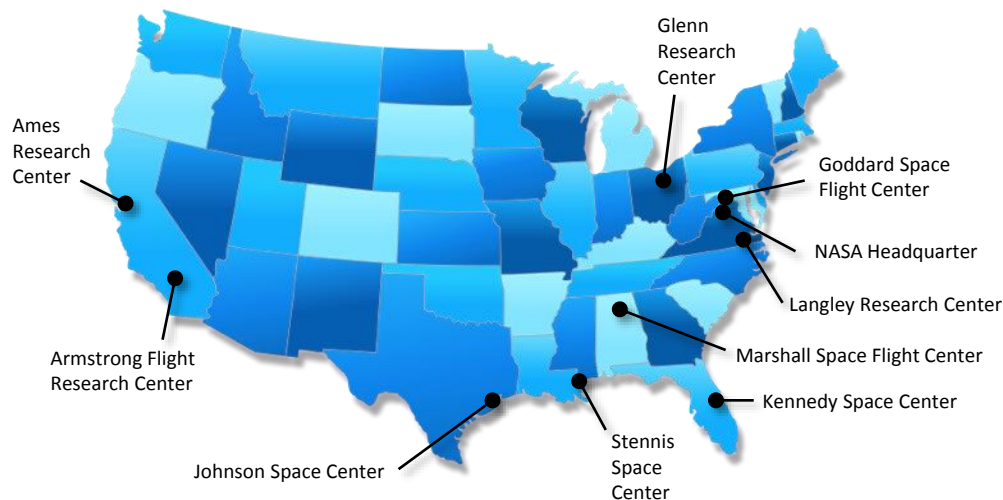 Glenn
Research
Center
Ames
Research
Center
Goddard Space
Flight Center
NASA Headquarter
Langley Research Center
Armstrong Flight
Research Center
Marshall Space Flight Center
Kennedy Space Center
Johnson Space Center
Stennis
Space
Center